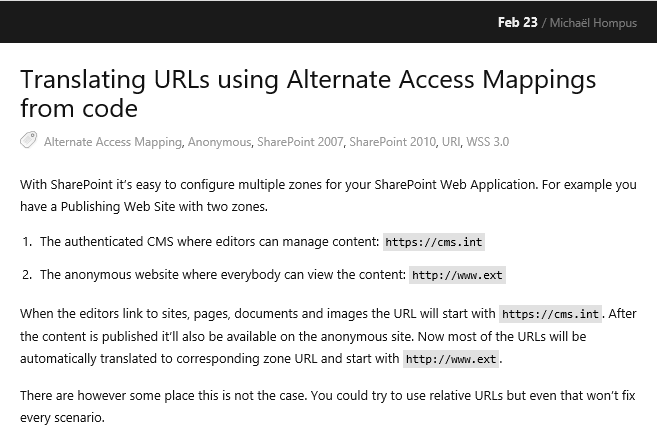 Feb 23 / Michaël Hompus
Translating URLs using Alternate Access Mappings
from code
Alternate Access Mapping, Anonymous, SharePoint 2007, SharePoint 2010, URI, WSS 3.0
With SharePoint it’s easy to configure multiple zones for your SharePoint Web Application. For example you
have a Publishing Web Site with two zones.
1. The authenticated CMS where editors can manage content: https://cms.int
2. The anonymous website where everybody can view the content: http://www.ext
When the editors link to sites, pages, documents and images the URL will start with https://cms.int. After
the content is published it’ll also be available on the anonymous site. Now most of the URLs will be
automatically translated to corresponding zone URL and start with http://www.ext.
There are however some place this is not the case. You could try to use relative URLs but even that won’t fix
every scenario.